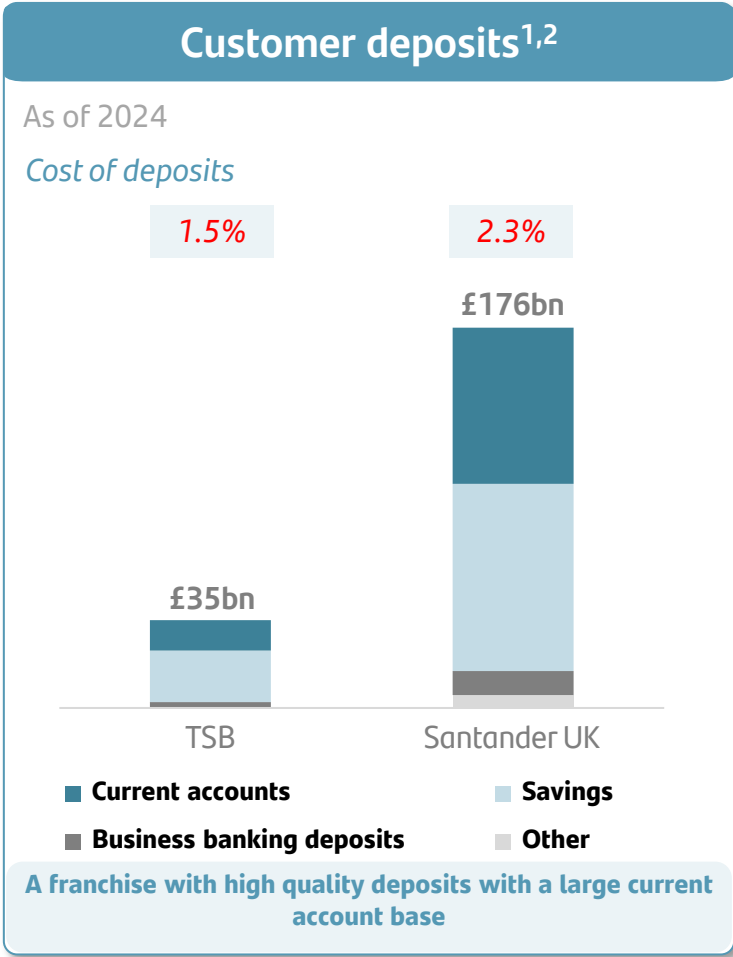 Customer deposits1,2
As of 2024
Cost of deposits
1.5% 2.3%
£176bn
£35bn
TSB Santander UK
Current accounts Savings
Business banking deposits Other
A franchise with high quality deposits with a large current
account base